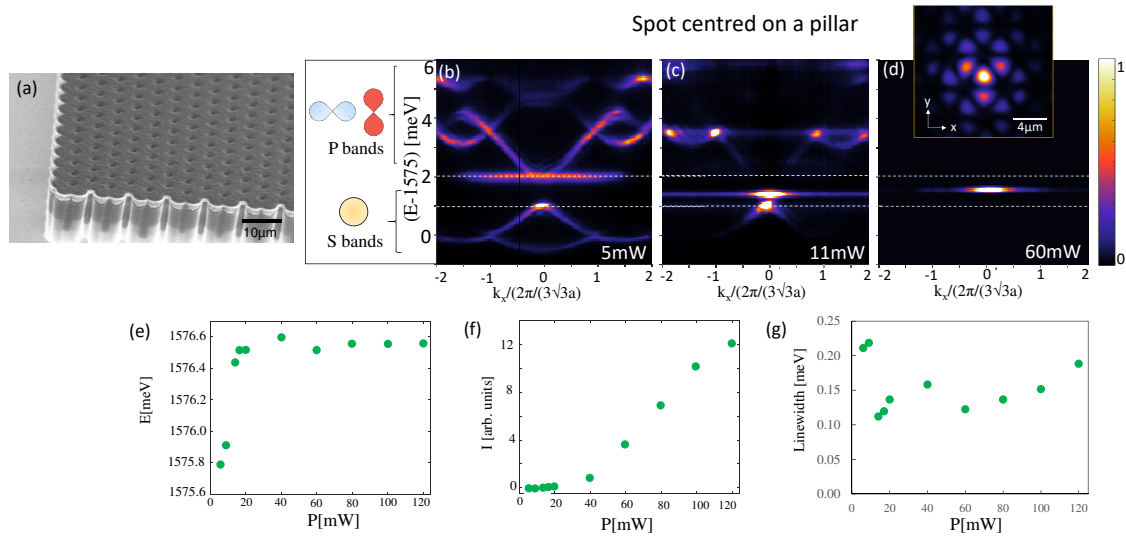 Spot centred on a pillar
(a)
10μm
P bands
S bands
(E-1575) [meV]
6
4
2
0
(b)
5mW
-2 -1 0 1 2
kₓ/(2π/(3√3a)
(c)
11mW
-2 -1 0 1 2
kₓ/(2π/(3√3a)
(d)
y
x
4μm
60mW
-2 -1 0 1 2
kₓ/(2π/(3√3a)
1
0
(e)
E[meV]
1576.6
1576.4
1576.2
1576.0
1575.8
1575.6
0 20 40 60 80 100 120
P[mW]
(f)
I [arb. units]
12
8
4
0
0 20 40 60 80 100 120
P[mW]
(g)
Linewidth [meV]
0.25
0.20
0.15
0.10
0.05
0.00
0 20 40 60 80 100 120
P[mW]